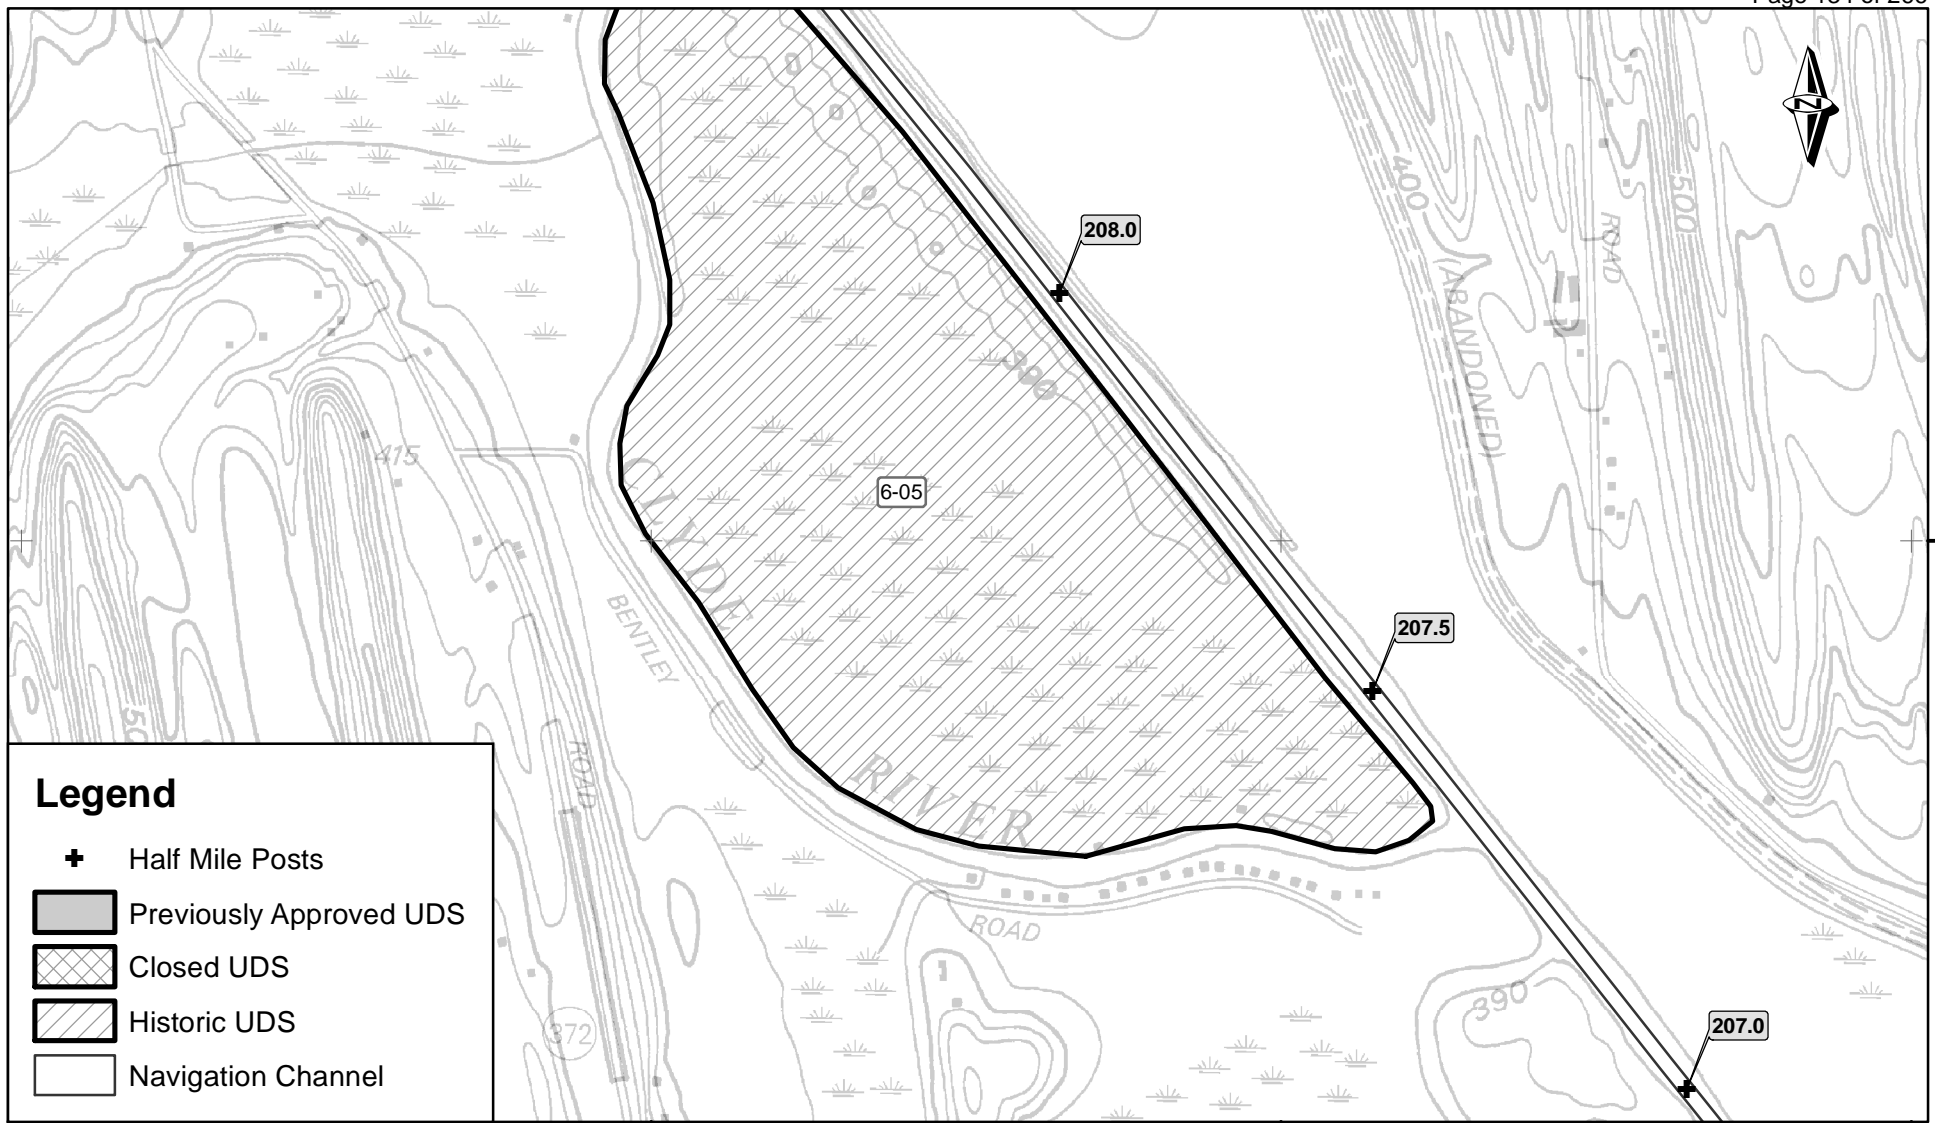 208.0
400
500
ROAD
(ABANDONED)
390
415
6-05
CLYDE
BENTLEY
207.5
RIVER
ROAD
ROAD
390
207.0
372
Legend
Half Mile Posts
Previously Approved UDS
Closed UDS
Historic UDS
Navigation Channel
N